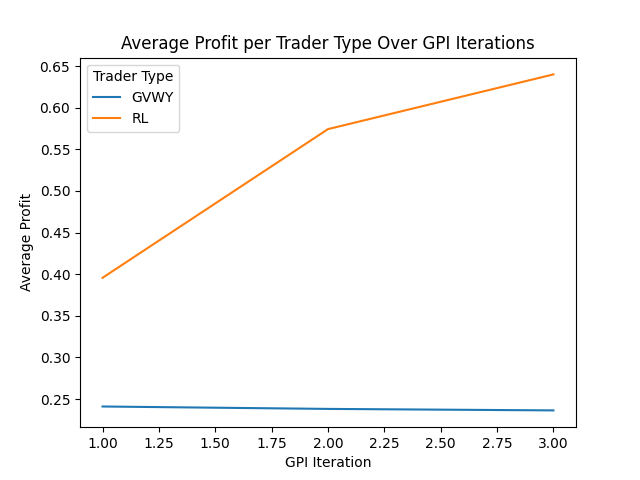 Average Profit per Trader Type Over GPI Iterations
Trader Type
GVWY
RL
0.65
0.60
0.55
0.50
0.45
0.40
0.35
0.30
0.25
Average Profit
1.00 1.25 1.50 1.75 2.00 2.25 2.50 2.75 3.00
GPI Iteration